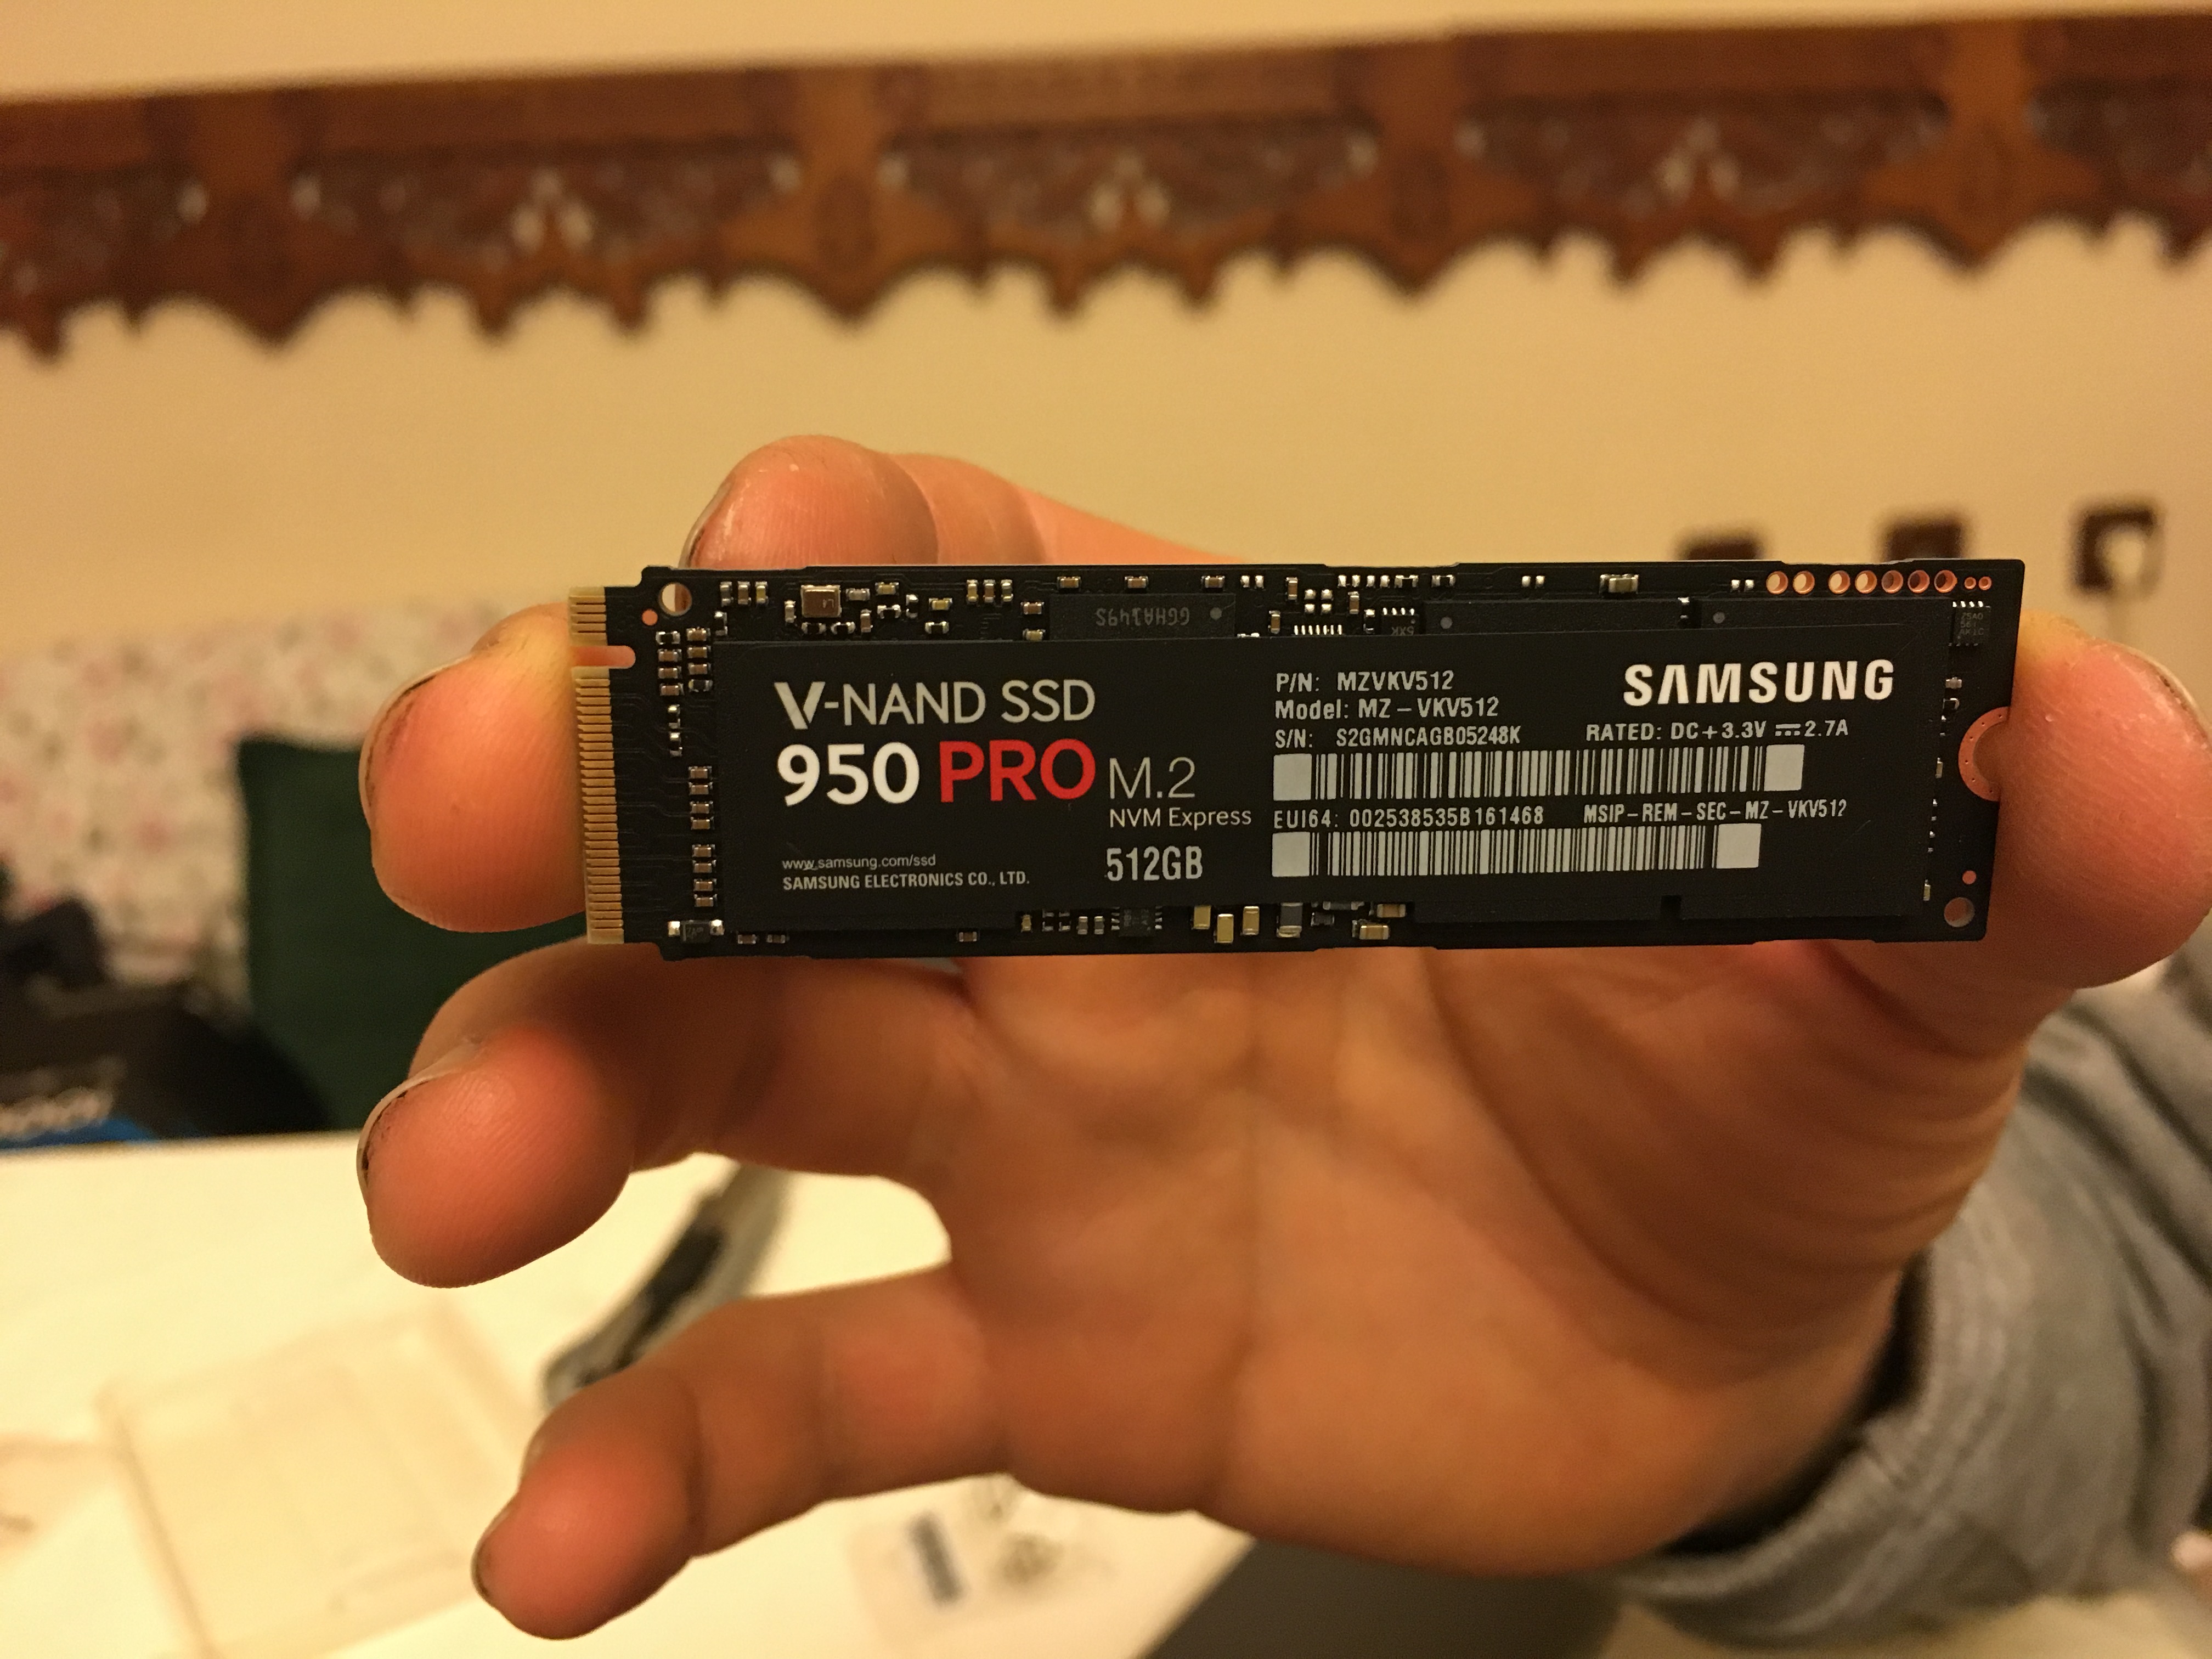 V-NAND SSD
950 PRO M.2
NVM Express
512GB
www.samsung.com/ssd
SAMSUNG ELECTRONICS CO., LTD.
P/N: MZVKV512
Model: MZ-VKV512
S/N: S2GMNCAGB05248K
SAMSUNG
RATED: DC+3.3V ⎓ 2.7A
EUI64: 002538535B161468
MSIP-REM-SEC-MZ-VKV512